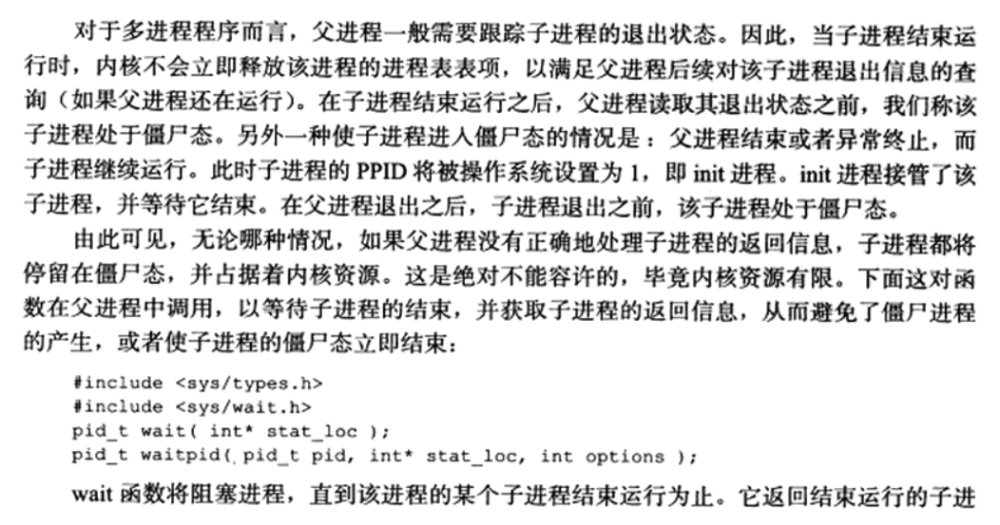 对于多进程程序而言，父进程一般需要跟踪子进程的退出状态。因此，当子进程结束运
行时，内核不会立即释放该进程的进程表表项，以满足父进程后续对该子进程退出信息的查
询（如果父进程还在运行）。在子进程结束运行之后，父进程读取其退出状态之前，我们称该
子进程处于僵尸态。另外一种使子进程进入僵尸态的情况是：父进程结束或者异常终止，而
子进程继续运行。此时子进程的 PPID 将被操作系统设置为 1，即 init 进程。init 进程接管了该
子进程，并等待它结束。在父进程退出之后，子进程退出之前，该子进程处于僵尸态。
由此可见，无论哪种情况，如果父进程没有正确地处理子进程的返回信息，子进程都将
停留在僵尸态，并占据着内核资源。这是绝对不能容许的，毕竟内核资源有限。下面这对函
数在父进程中调用，以等待子进程的结束，并获取子进程的返回信息，从而避免了僵尸进程
的产生，或者使子进程的僵尸态立即结束：
#include <sys/types.h>
#include <sys/wait.h>
pid_t wait( int* stat_loc );
pid_t waitpid( pid_t pid, int* stat_loc, int options );
wait 函数将阻塞进程，直到该进程的某个子进程结束运行为止。它返回结束运行的子进